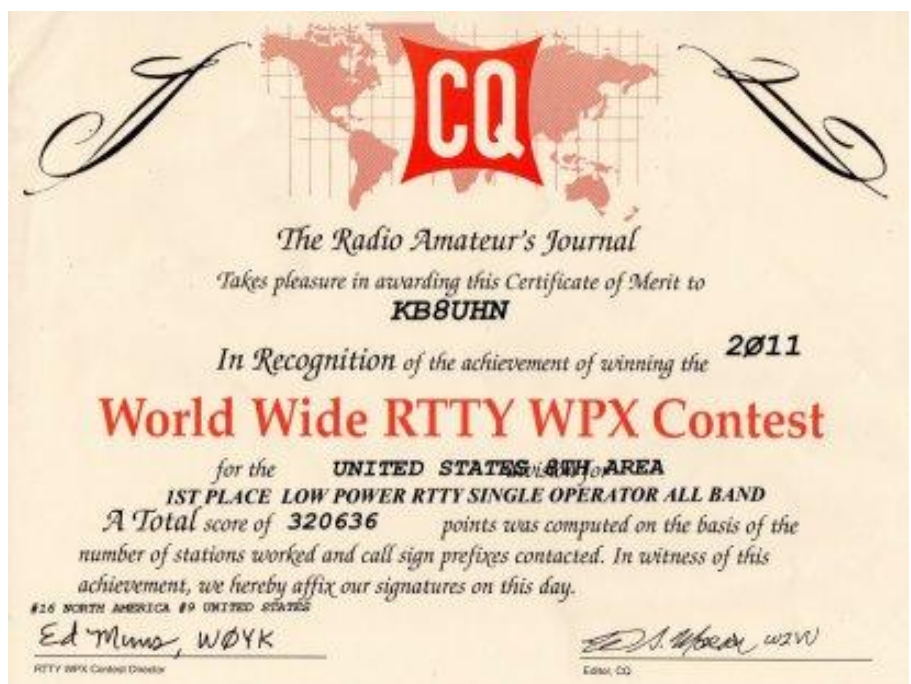 CQ
The Radio Amateur's Journal
Takes pleasure in awarding this Certificate of Merit to
KB8UHN
In Recognition of the achievement of winning the 2Ø11
World Wide RTTY WPX Contest
for the UNITED STATES 8TH AREA
1ST PLACE LOW POWER RTTY SINGLE OPERATOR ALL BAND
A Total score of 320636 points was computed on the basis of the
number of stations worked and call sign prefixes contacted. In witness of this
achievement, we hereby affix our signatures on this day.
#16 NORTH AMERICA #9 UNITED STATES
Ed Muns, WØYK
W2VU
RTTY WPX Contest Director
Editor, CQ